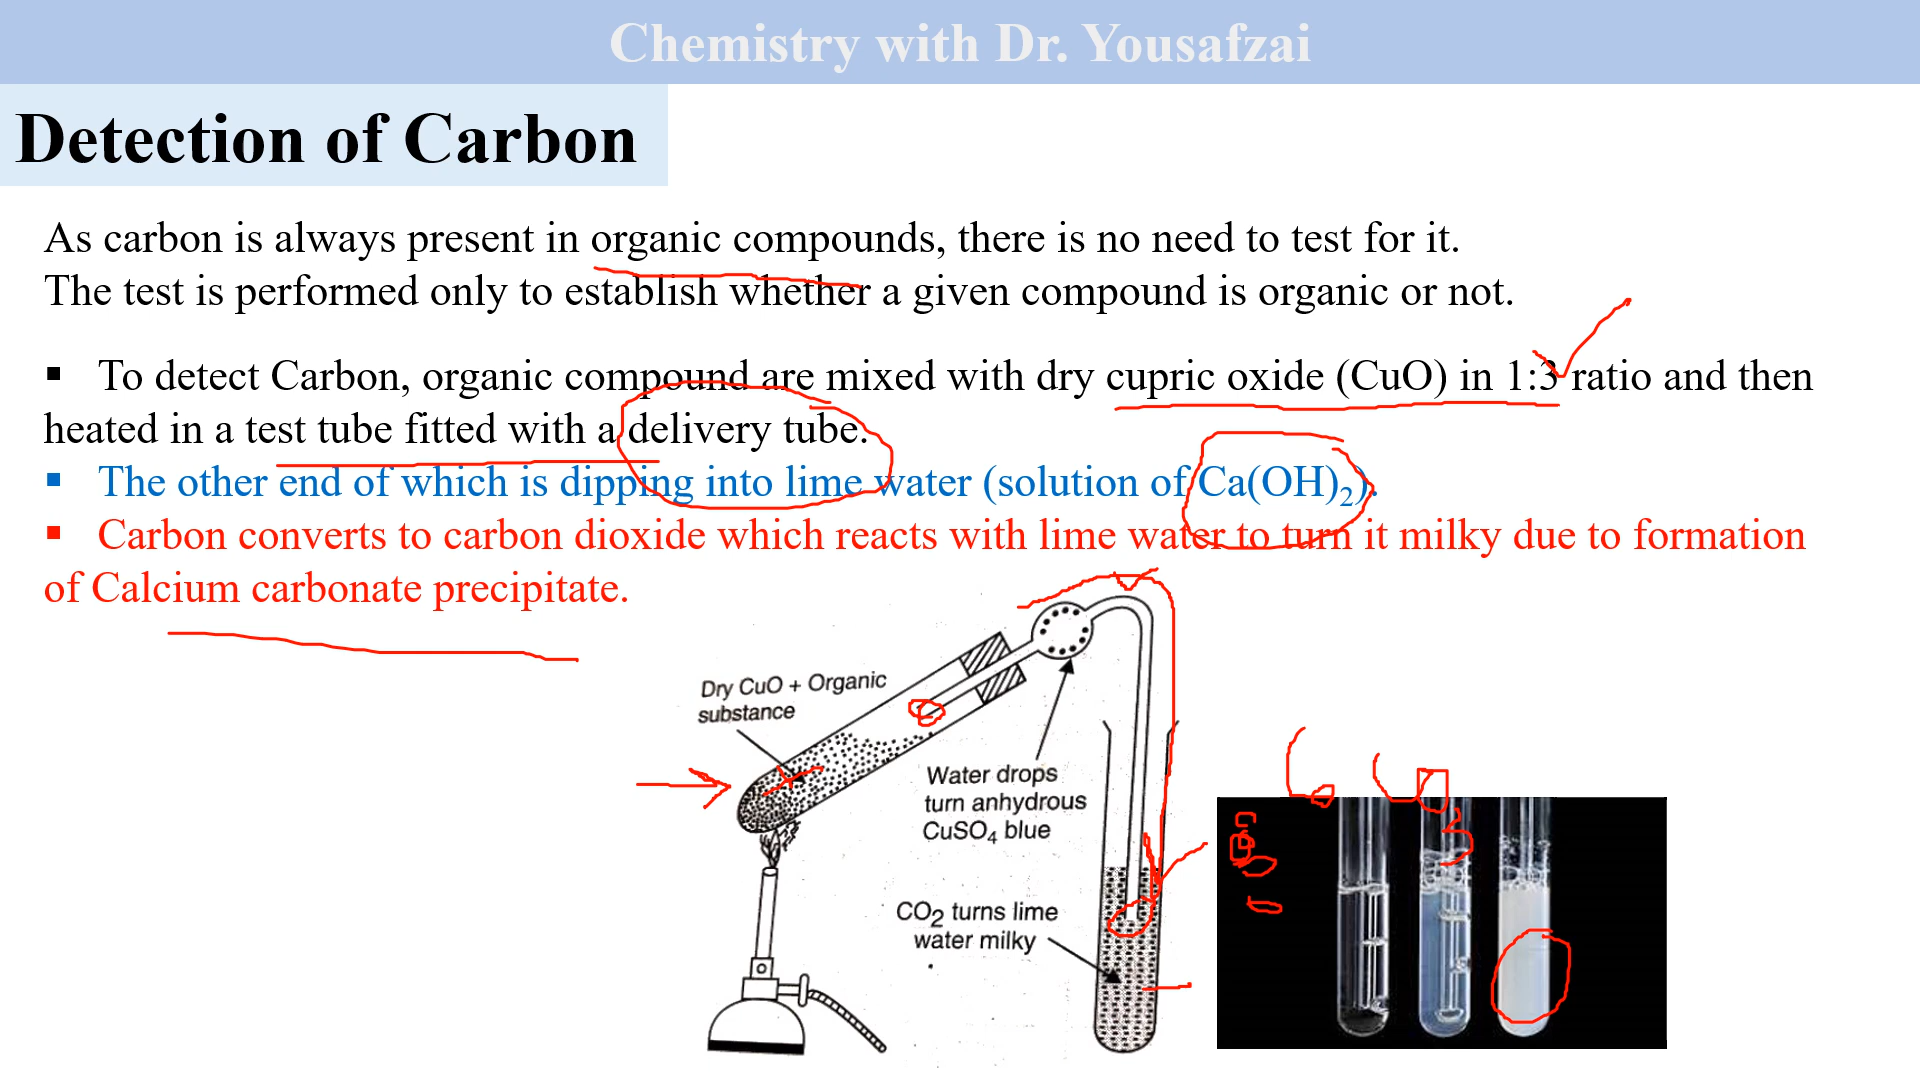 Chemistry with Dr. Yousafzai
Detection of Carbon
As carbon is always present in organic compounds, there is no need to test for it.
The test is performed only to establish whether a given compound is organic or not.
▪ To detect Carbon, organic compound are mixed with dry cupric oxide (CuO) in 1:3 ratio and then
heated in a test tube fitted with a delivery tube.
▪ The other end of which is dipping into lime water (solution of Ca(OH)₂).
▪ Carbon converts to carbon dioxide which reacts with lime water to turn it milky due to formation
of Calcium carbonate precipitate.
Dry CuO + Organic
substance
Water drops
turn anhydrous
CuSO₄ blue
CO₂ turns lime
water milky